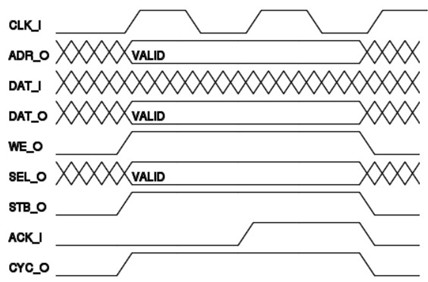 CLK_I
ADR_O VALID
DAT_I
DAT_O VALID
WE_O
SEL_O VALID
STB_O
ACK_I
CYC_O